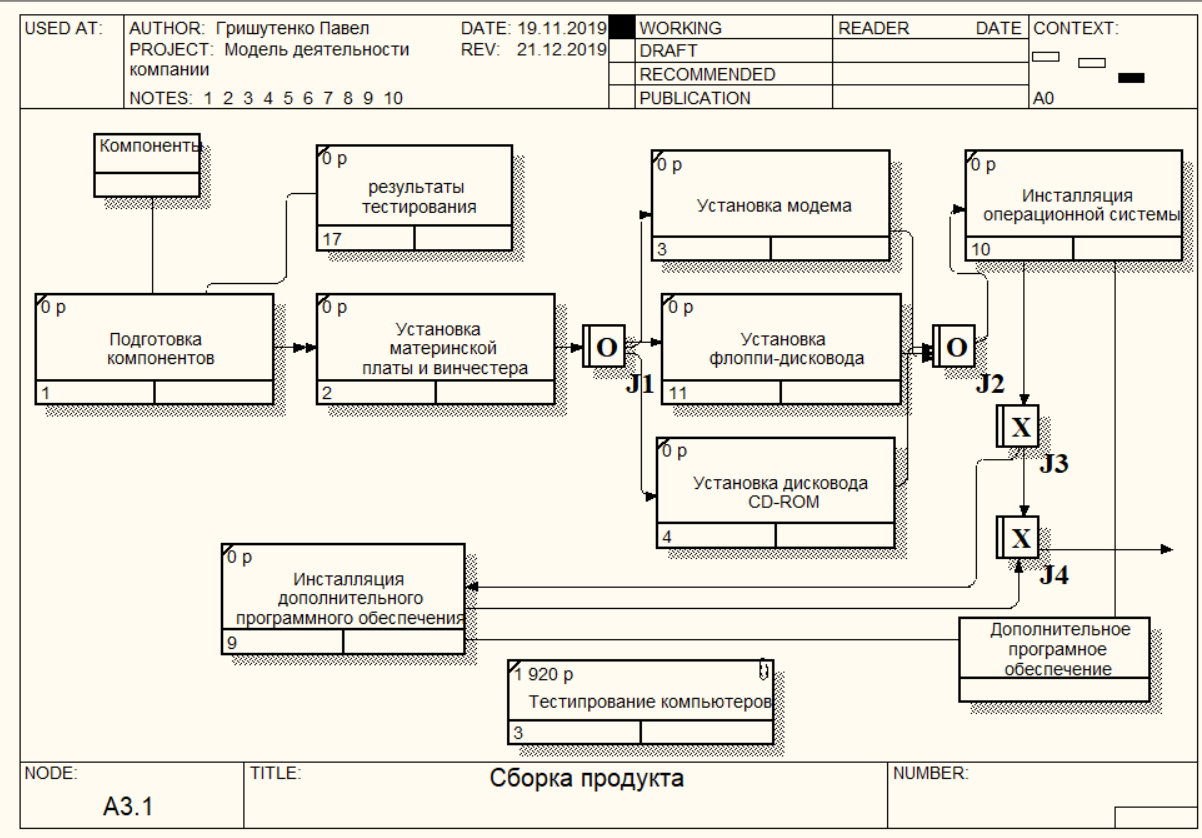 USED AT:
AUTHOR: Гришутенко Павел
DATE: 19.11.2019
PROJECT: Модель деятельности
компании
REV: 21.12.2019
NOTES: 1 2 3 4 5 6 7 8 9 10
WORKING
DRAFT
RECOMMENDED
PUBLICATION
READER
DATE
CONTEXT:
A0
Компоненты
0 р
результаты
тестирования
17
0 р
Установка модема
3
0 р
Инсталляция
операционной системы
10
0 р
Подготовка
компонентов
1
0 р
Установка
материнской
платы и винчестера
2
O
J1
0 р
Установка
флоппи-дисковода
11
O
J2
X
J3
0 р
Установка дисковода
CD-ROM
4
X
J4
0 р
Инсталляция
дополнительного
программного обеспечения
9
Дополнительное
програмное
обеспечение
1 920 р
Тестипрование компьютеров
3
NODE:
A3.1
TITLE:
Сборка продукта
NUMBER: